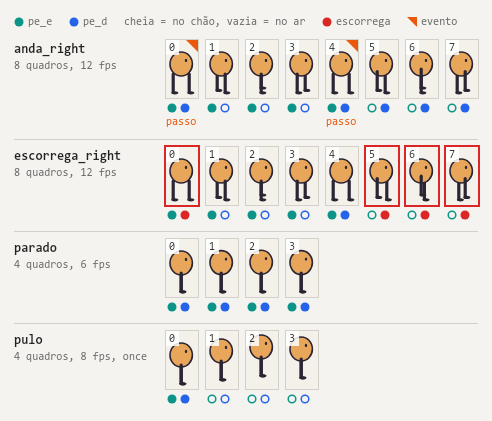 pe_e pe_d cheia = no chão, vazia = no ar escorrega evento
anda_right
8 quadros, 12 fps
0 1 2 3 4 5 6 7
passo passo
escorrega_right
8 quadros, 12 fps
0 1 2 3 4 5 6 7
parado
4 quadros, 6 fps
0 1 2 3
pulo
4 quadros, 8 fps, once
0 1 2 3